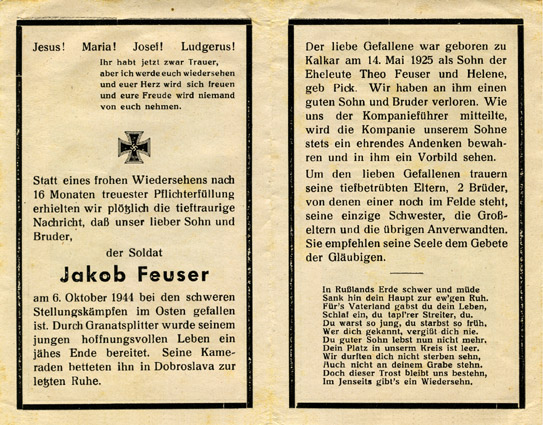 Jesus! Maria! Josef! Ludgerus!
Ihr habt jetzt zwar Trauer,
aber ich werde euch wiedersehen
und euer Herz wird sich freuen
und eure Freude wird niemand
von euch nehmen.
Statt eines frohen Wiedersehens nach
16 Monaten treuester Pflichterfüllung
erhielten wir plötzlich die tieftraurige
Nachricht, daß unser lieber Sohn und
Bruder,
der Soldat
Jakob Feuser
am 6. Oktober 1944 bei den schweren
Stellungskämpfen im Osten gefallen
ist. Durch Granatsplitter wurde seinem
jungen hoffnungsvollen Leben ein
jähes Ende bereitet. Seine Kame-
raden betteten ihn in Dobroslava zur
letzten Ruhe.
Der liebe Gefallene war geboren zu
Kalkar am 14. Mai 1925 als Sohn der
Eheleute Theo Feuser und Helene,
geb Pick. Wir haben an ihm einen
guten Sohn und Bruder verloren. Wie
uns der Kompanieführer mitteilte,
wird die Kompanie unserem Sohne
stets ein ehrendes Andenken bewah-
ren und in ihm ein Vorbild sehen.
Um den lieben Gefallenen trauern
seine tiefbetrübten Eltern, 2 Brüder,
von denen einer noch im Felde steht,
seine einzige Schwester, die Groß-
eltern und die übrigen Anverwandten.
Sie empfehlen seine Seele dem Gebete
der Gläubigen.
In Rußlands Erde schwer und müde
Sank hin dein Haupt zur ew'gen Ruh.
Für's Vaterland gabst du dein Leben,
Schlaf ein, du tapf'rer Streiter, du.
Du warst so jung, du starbst so früh,
Wer dich gekannt, vergißt dich nie.
Du guter Sohn lebst nun nicht mehr,
Dein Platz in unserm Kreis ist leer.
Wir durften dich nicht sterben sehn,
Auch nicht an deinem Grabe stehn.
Doch dieser Trost bleibt uns bestehn,
Im Jenseits gibt's ein Wiedersehn.